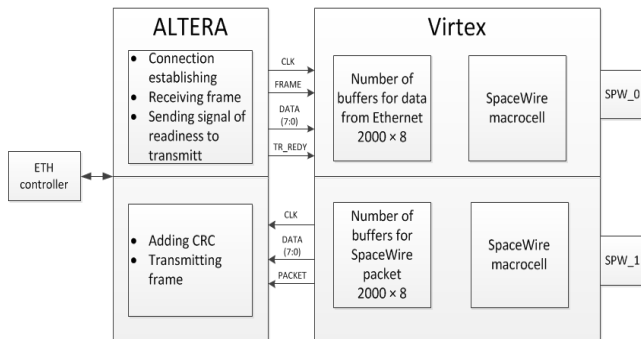 ALTERA
Virtex
• Connection
establishing
• Receiving frame
• Sending signal of
readiness to
transmitt
CLK
FRAME
DATA
(7:0)
TR_REDY
Number of
buffers for data
from Ethernet
2000 × 8
SpaceWire
macrocell
SPW_0
ETH
controller
• Adding CRC
• Transmitting
frame
CLK
DATA
(7:0)
PACKET
Number of
buffers for
SpaceWire
packet
2000 × 8
SpaceWire
macrocell
SPW_1